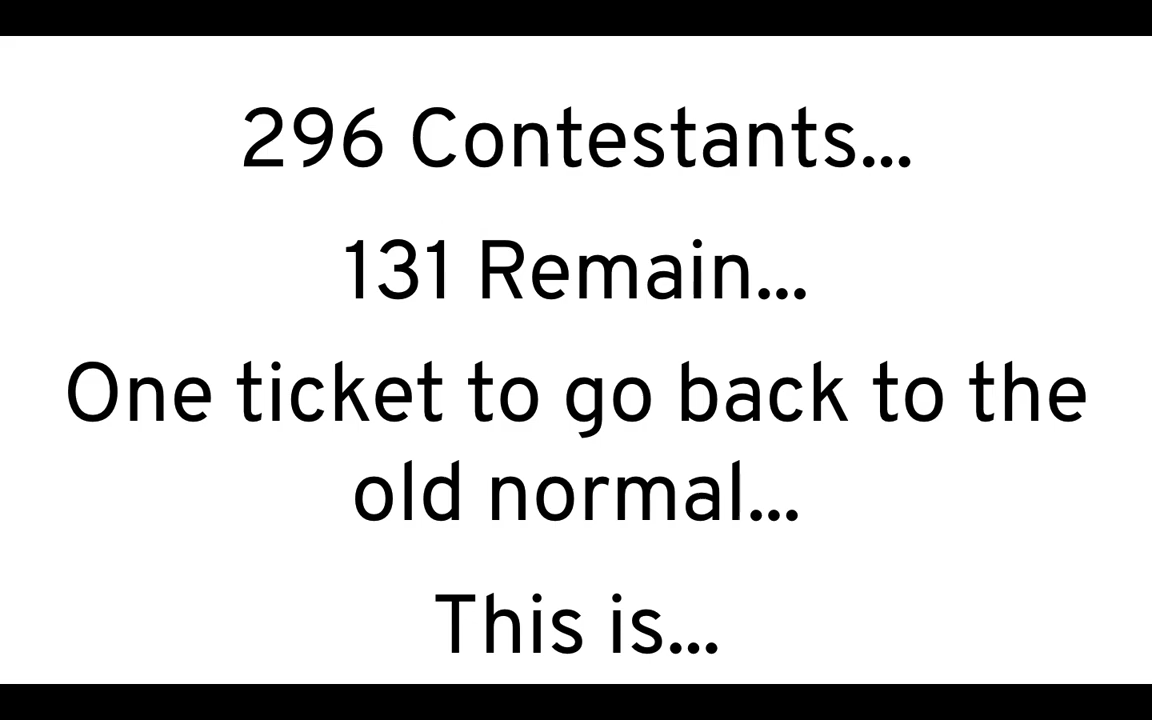 296 Contestants...
131 Remain...
One ticket to go back to the
old normal...
This is...